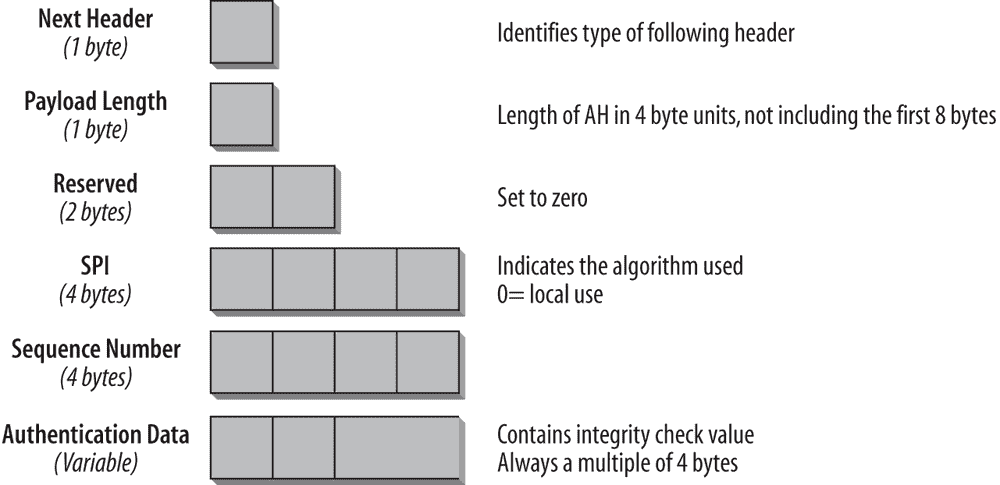 Next Header
(1 byte)
Identifies type of following header
Payload Length
(1 byte)
Length of AH in 4 byte units, not including the first 8 bytes
Reserved
(2 bytes)
Set to zero
SPI
(4 bytes)
Indicates the algorithm used
0= local use
Sequence Number
(4 bytes)
Authentication Data
(Variable)
Contains integrity check value
Always a multiple of 4 bytes